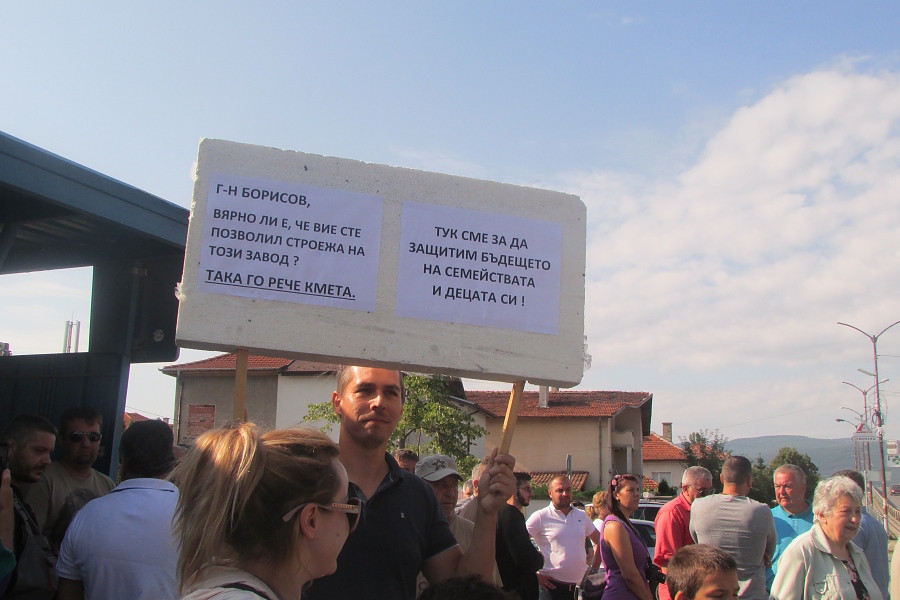 Г-Н БОРИСОВ,
ВЯРНО ЛИ Е, ЧЕ ВИЕ СТЕ
ПОЗВОЛИЛ СТРОЕЖА НА
ТОЗИ ЗАВОД ?
ТАКА ГО РЕЧЕ КМЕТА.
ТУК СМЕ ЗА ДА
ЗАЩИТИМ БЪДЕЩЕТО
НА СЕМЕЙСТВАТА
И ДЕЦАТА СИ !